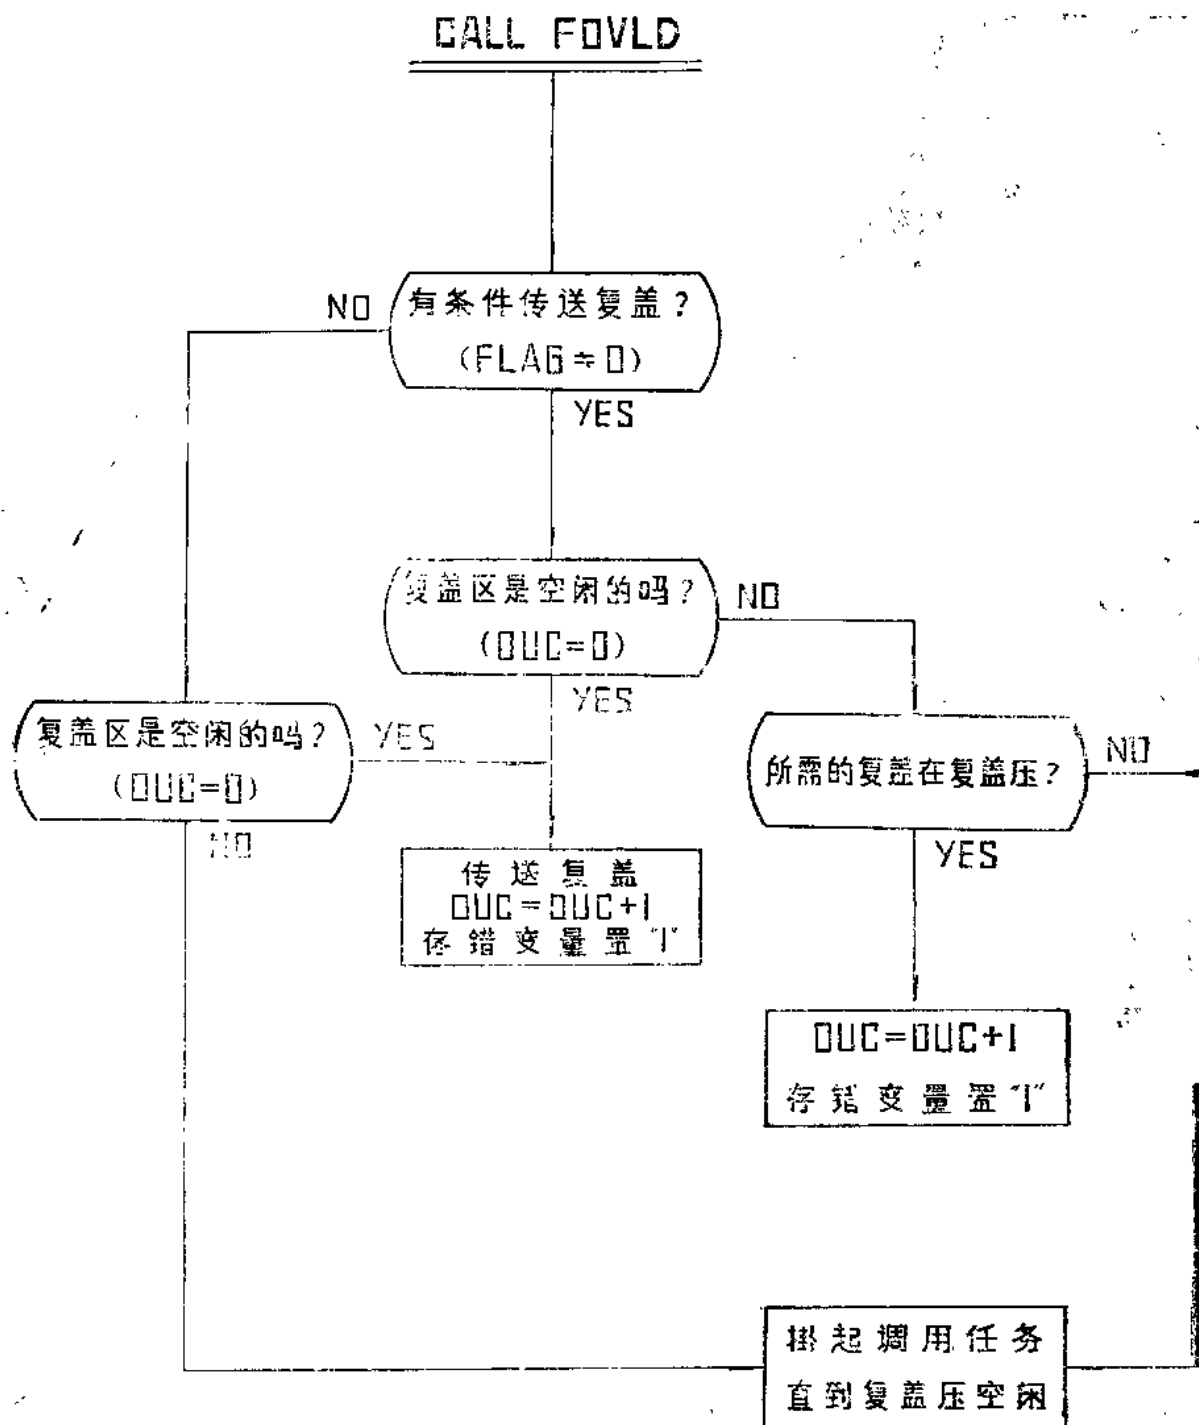 CALL FOVLD
NO
有条件传送复盖?
(FLAG≠0)
YES
复盖区是空闲的吗?
(OUC=0)
NO
YES
复盖区是空闲的吗?
(OUC=0)
YES
NO
所需的复盖在复盖压?
NO
YES
传送复盖
OUC=OUC+1
存错变量置"1"
OUC=OUC+1
存错变量置"1"
掛起调用任务
直到复盖压空闲